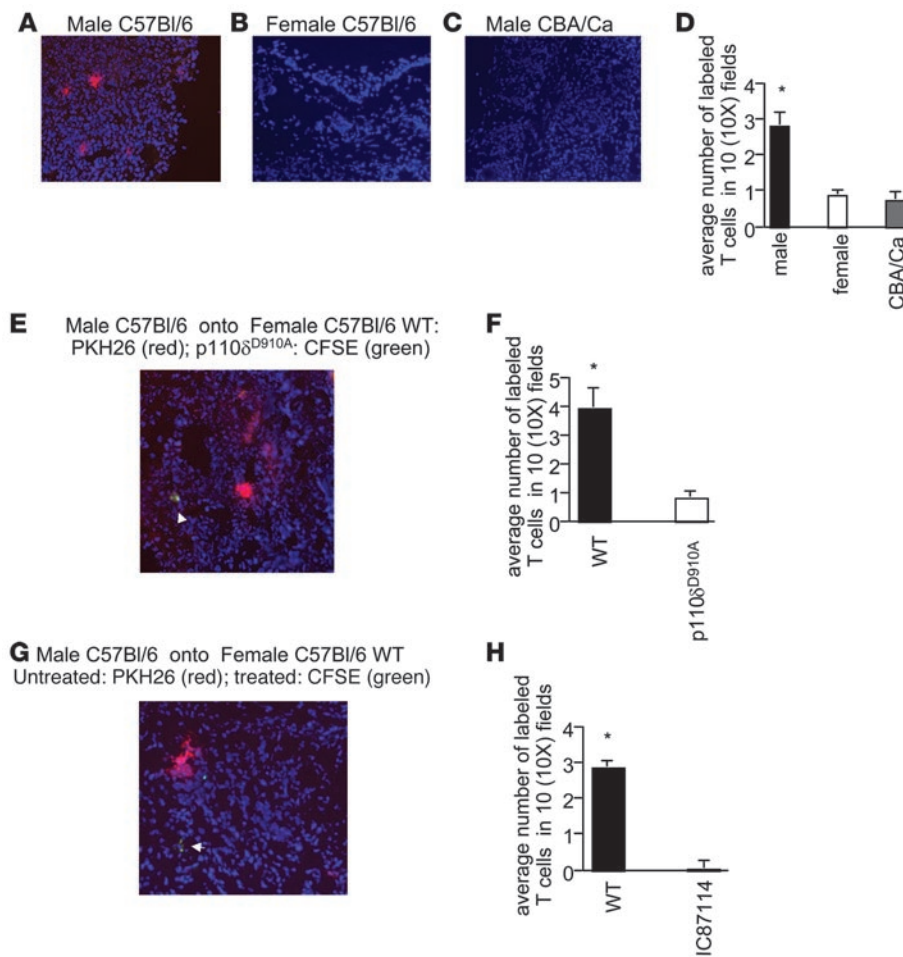 A Male C57Bl/6
B Female C57Bl/6
C Male CBA/Ca
D
average number of labeled
T cells in 10 (10X) fields
4
3
2
1
0
*
male
female
CBA/Ca
E Male C57Bl/6 onto Female C57Bl/6 WT:
PKH26 (red); p110δD910A: CFSE (green)
F
average number of labeled
T cells in 10 (10X) fields
5
4
3
2
1
0
*
WT
p110δD910A
G Male C57Bl/6 onto Female C57Bl/6 WT
Untreated: PKH26 (red); treated: CFSE (green)
H
average number of labeled
T cells in 10 (10X) fields
4
3
2
1
0
*
WT
IC87114